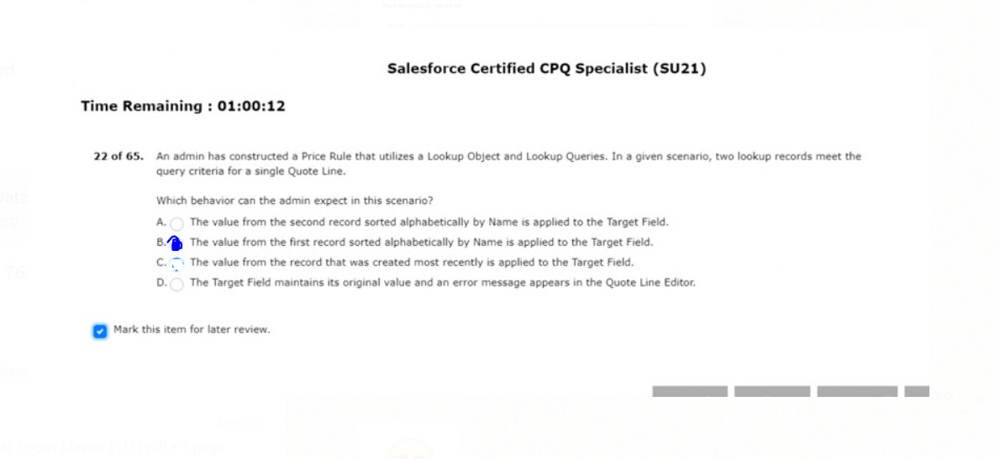 Salesforce Certified CPQ Specialist (SU21)
Time Remaining : 01:00:12
22 of 65. An admin has constructed a Price Rule that utilizes a Lookup Object and Lookup Queries. In a given scenario, two lookup records meet the
query criteria for a single Quote Line.
Which behavior can the admin expect in this scenario?
A. The value from the second record sorted alphabetically by Name is applied to the Target Field.
B. The value from the first record sorted alphabetically by Name is applied to the Target Field.
C. The value from the record that was created most recently is applied to the Target Field.
D. The Target Field maintains its original value and an error message appears in the Quote Line Editor.
Mark this item for later review.